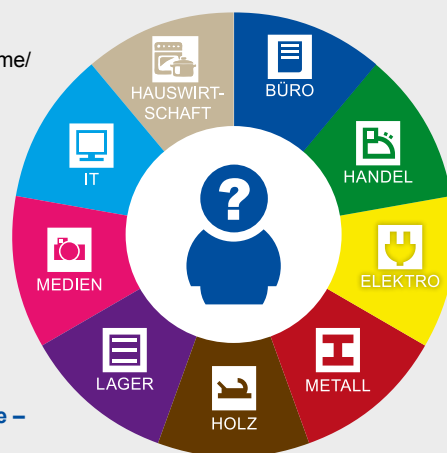 me/
HAUSWIRT-
SCHAFT
BÜRO
IT
HANDEL
?
MEDIEN
ELEKTRO
LAGER
METALL
HOLZ
e –